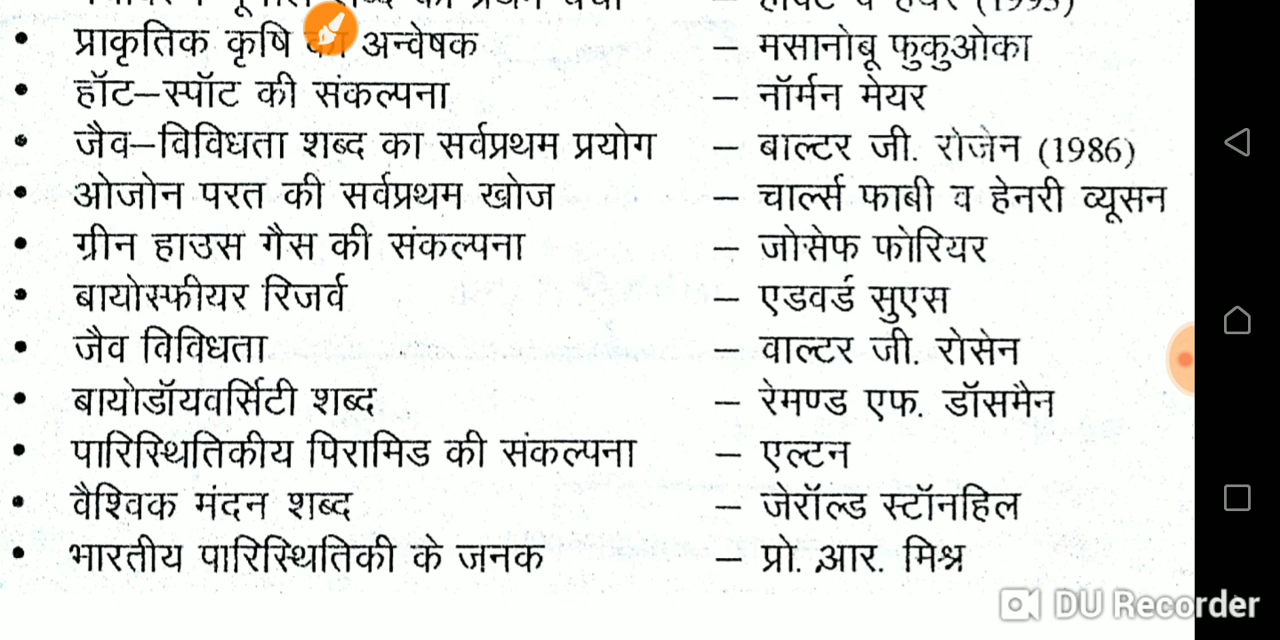 • प्राकृतिक कृषि अन्वेषक – मसानोबू फुकुओका
• हॉट–स्पॉट की संकल्पना – नॉर्मन मेयर
• जैव–विविधता शब्द का सर्वप्रथम प्रयोग – बाल्टर जी. रोजेन (1986)
• ओजोन परत की सर्वप्रथम खोज – चार्ल्स फाबी व हेनरी व्यूसन
• ग्रीन हाउस गैस की संकल्पना – जोसेफ फोरियर
• बायोस्फीयर रिजर्व – एडवर्ड सुएस
• जैव विविधता – वाल्टर जी. रोसेन
• बायोडॉयवर्सिटी शब्द – रेमण्ड एफ. डॉसमैन
• पारिस्थितिकीय पिरामिड की संकल्पना – एल्टन
• वैश्विक मंदन शब्द – जेरॉल्ड स्टॉनहिल
• भारतीय पारिस्थितिकी के जनक – प्रो. आर. मिश्र
DU Recorder